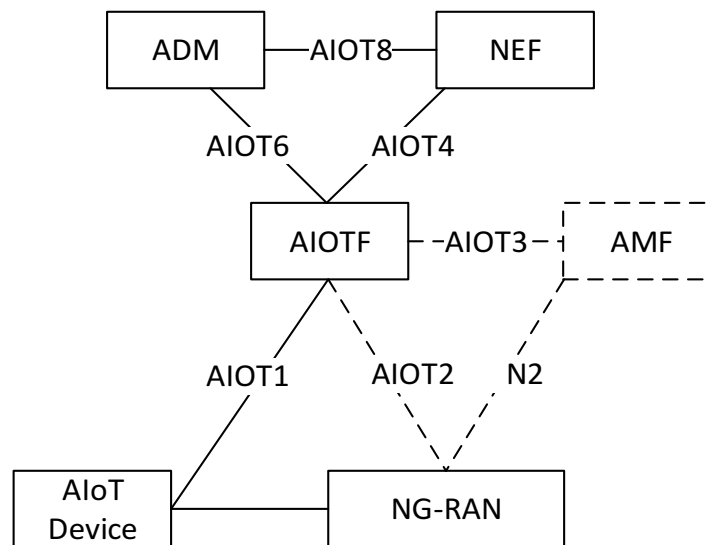 ADM
AIOT8
NEF
AIOT6
AIOT4
AIOTF
AIOT3
AMF
AIOT1
AIOT2
N2
AIoT
Device
NG-RAN